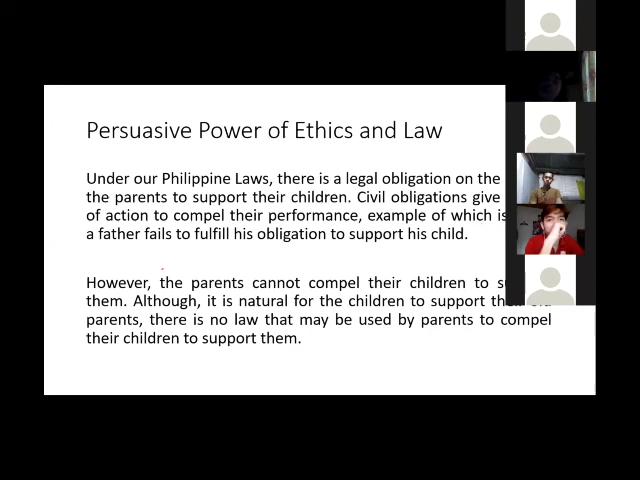 Persuasive Power of Ethics and Law
Under our Philippine Laws, there is a legal obligation on the
the parents to support their children. Civil obligations give
of action to compel their performance, example of which is
a father fails to fulfill his obligation to support his child.
However, the parents cannot compel their children to
them. Although, it is natural for the children to support
parents, there is no law that may be used by parents to compel
their children to support them.